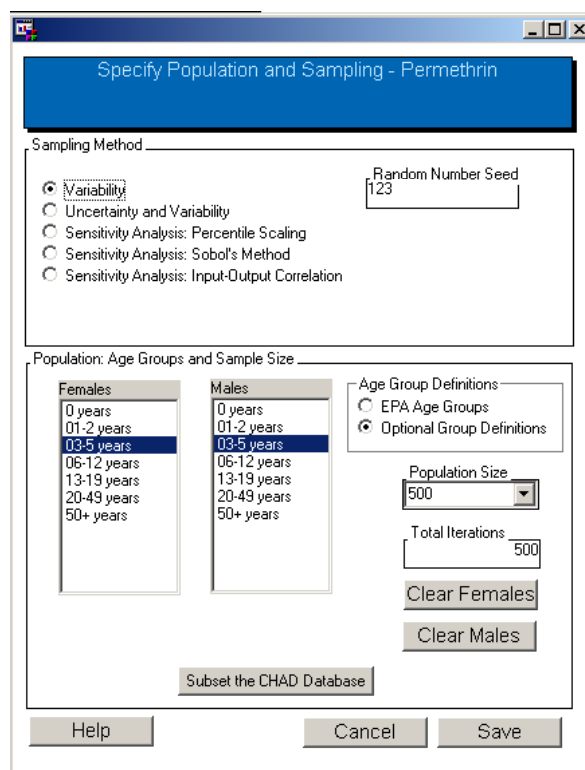 Specify Population and Sampling - Permethrin
Sampling Method
Variability
Uncertainty and Variability
Sensitivity Analysis: Percentile Scaling
Sensitivity Analysis: Sobol's Method
Sensitivity Analysis: Input-Output Correlation
Random Number Seed
123
Population: Age Groups and Sample Size
Females
0 years
01-2 years
03-5 years
06-12 years
13-19 years
20-49 years
50+ years
Males
0 years
01-2 years
03-5 years
06-12 years
13-19 years
20-49 years
50+ years
Age Group Definitions
EPA Age Groups
Optional Group Definitions
Population Size
500
Total Iterations
500
Clear Females
Clear Males
Subset the CHAD Database
Help
Cancel
Save